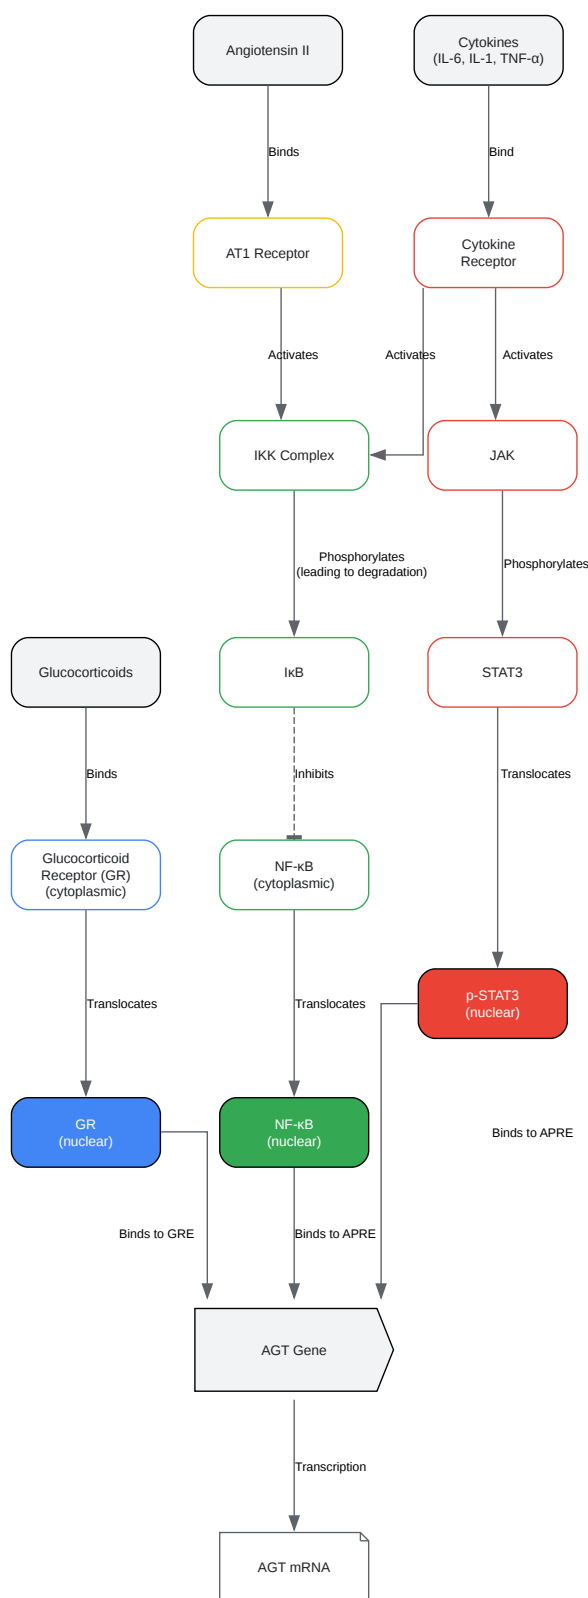 Angiotensin II
Cytokines
(IL-6, IL-1, TNF-α)
Binds
Bind
AT1 Receptor
Cytokine
Receptor
Activates
Activates
Activates
IKK Complex
JAK
Phosphorylates
(leading to degradation)
Phosphorylates
Glucocorticoids
IκB
STAT3
Binds
Inhibits
Translocates
Glucocorticoid
Receptor (GR)
(cytoplasmic)
NF-κB
(cytoplasmic)
Translocates
Translocates
p-STAT3
(nuclear)
GR
(nuclear)
NF-κB
(nuclear)
Binds to APRE
Binds to GRE
Binds to APRE
AGT Gene
Transcription
AGT mRNA